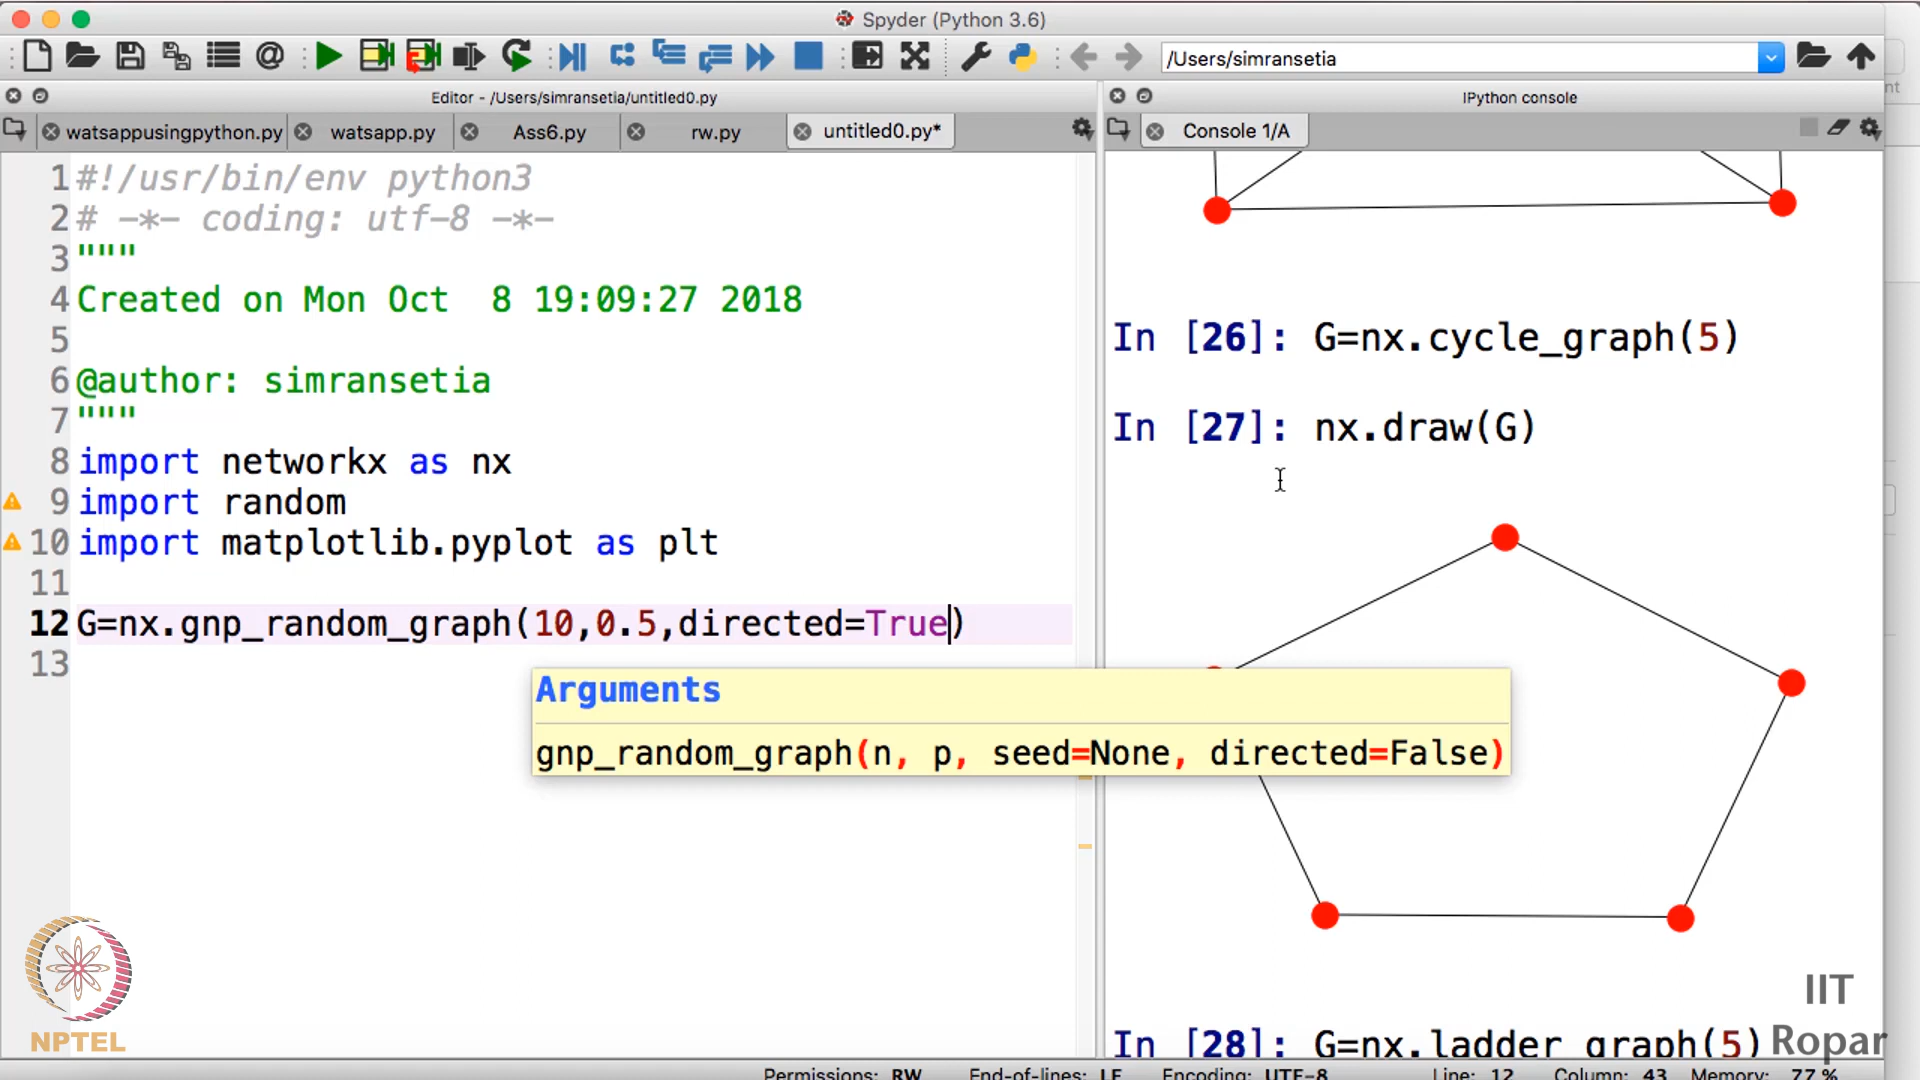 Spyder (Python 3.6)
/Users/simransetia
Editor - /Users/simransetia/untitled0.py
IPython console
watsappusingpython.py
watsapp.py
Ass6.py
rw.py
untitled0.py*
Console 1/A
1 #!/usr/bin/env python3
2 # -*- coding: utf-8 -*-
3 """
4 Created on Mon Oct  8 19:09:27 2018
5
6 @author: simransetia
7 """
8 import networkx as nx
9 import random
10 import matplotlib.pyplot as plt
11
12 G=nx.gnp_random_graph(10,0.5,directed=True)
13
Arguments
gnp_random_graph(n, p, seed=None, directed=False)
In [26]: G=nx.cycle_graph(5)
In [27]: nx.draw(G)
In [28]: G=nx.ladder_graph(5)
NPTEL
IIT
Ropar
Permissions: RW End-of-lines: LF Encoding: UTF-8 Line: 12 Column: 43 Memory: 77 %